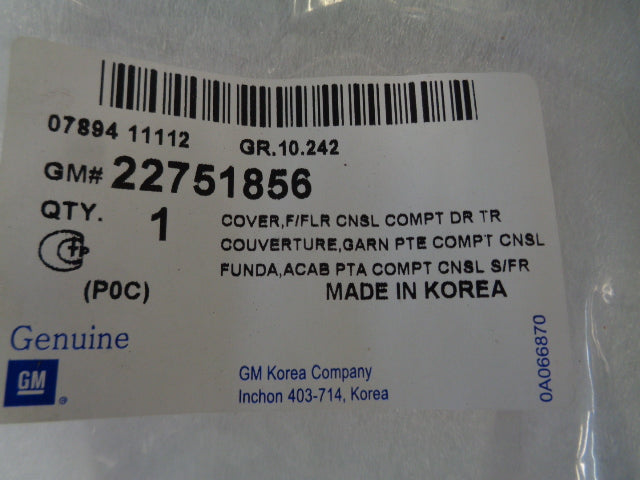 07894 11112
GR.10.242
GM# 22751856
QTY. 1
COVER,F/FLR CNSL COMPT DR TR
COUVERTURE,GARN PTE COMPT CNSL
FUNDA,ACAB PTA COMPT CNSL S/FR
(P0C)
MADE IN KOREA
Genuine
GM
®
GM Korea Company
Inchon 403-714, Korea
0A066870